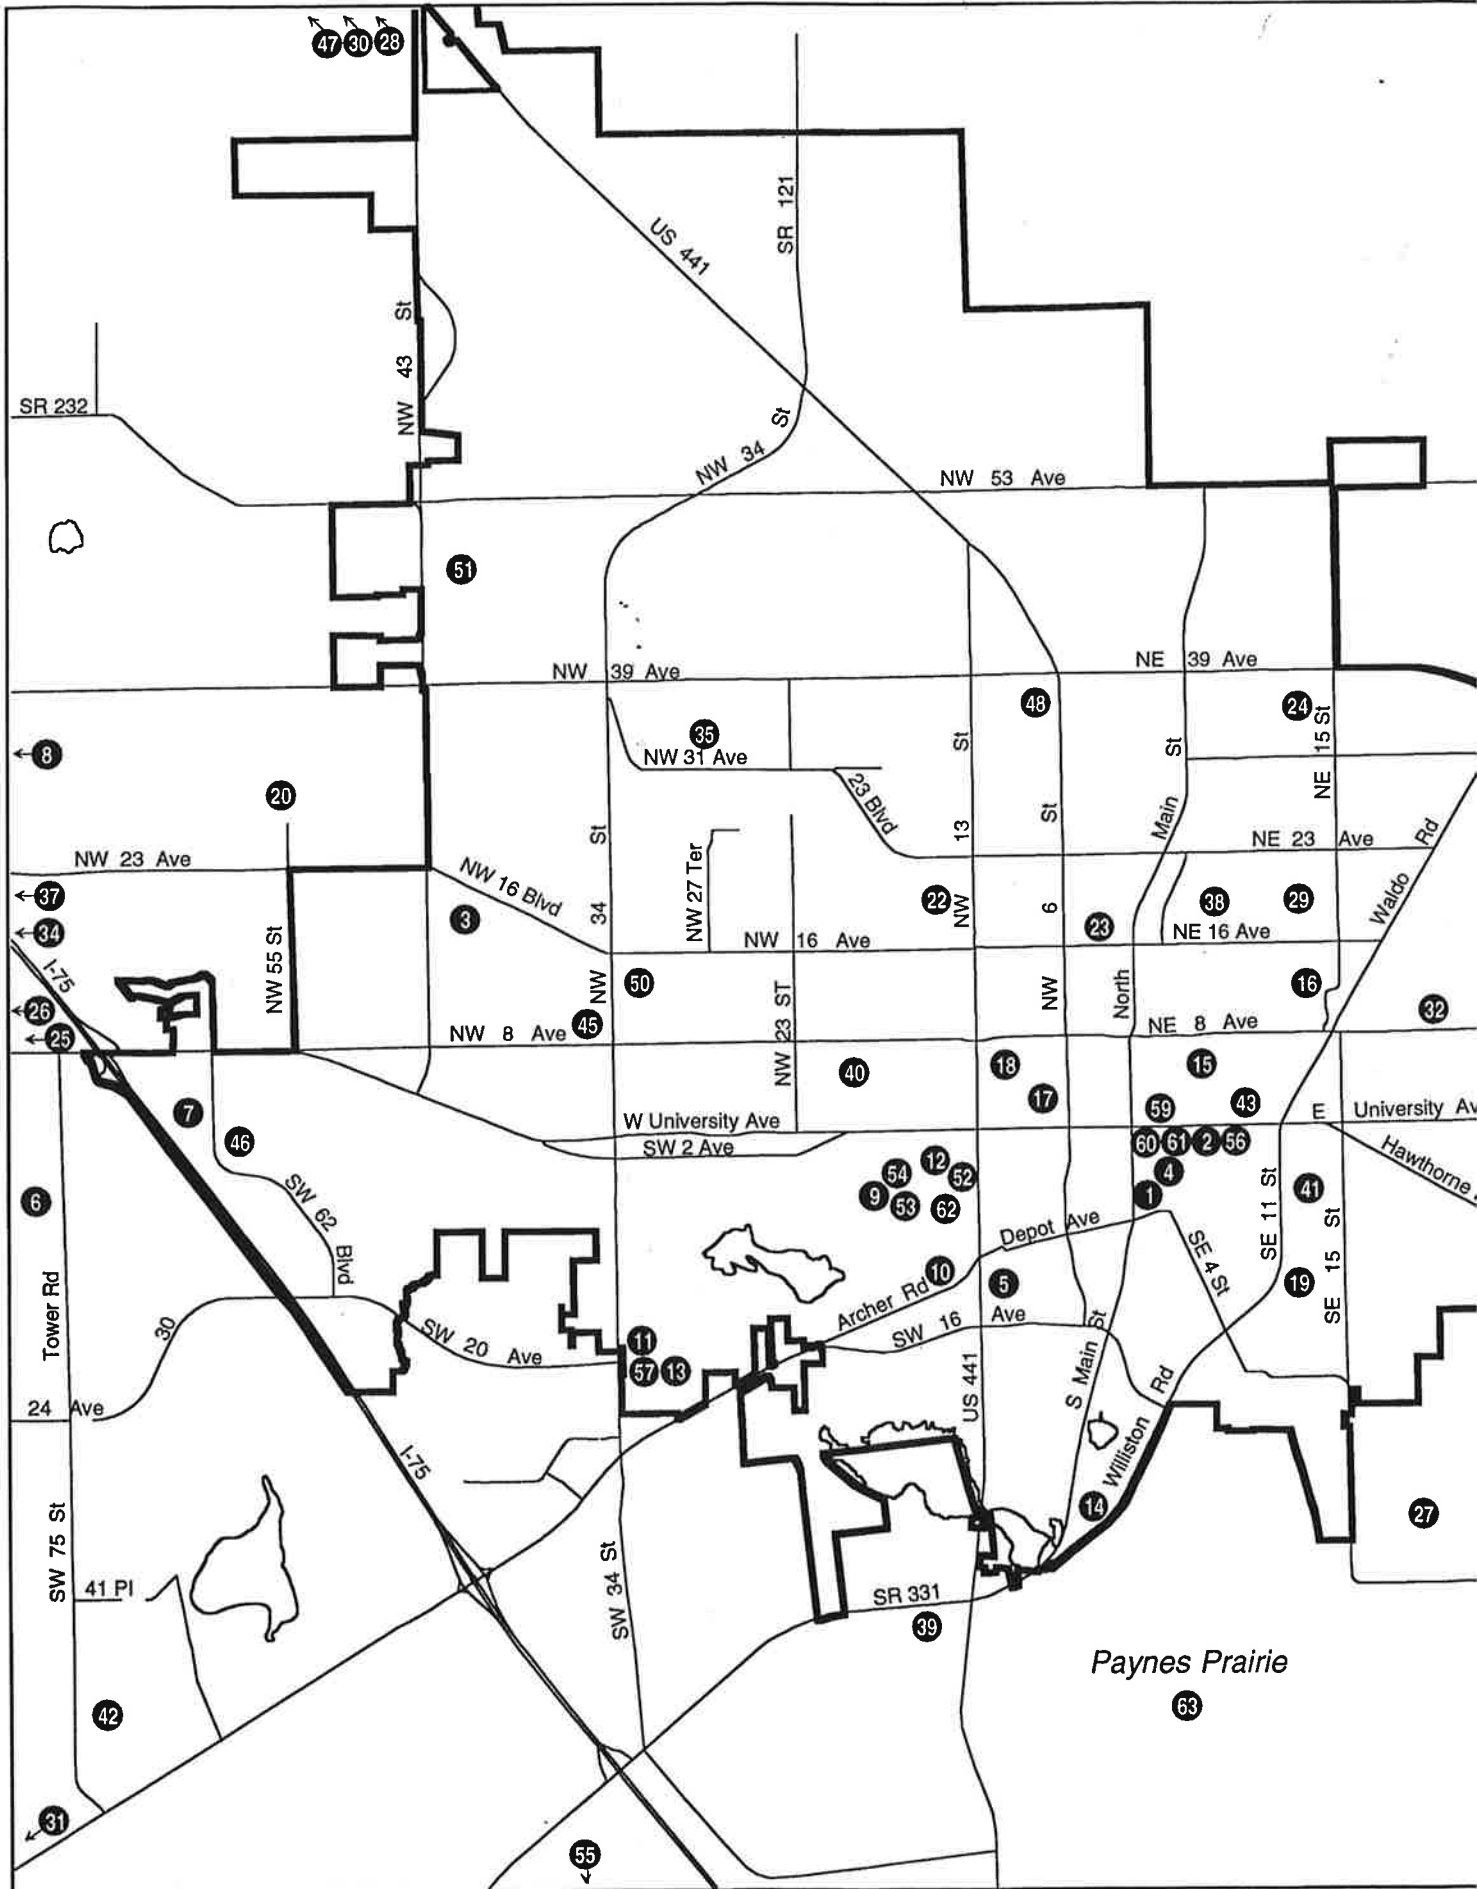 47 30 28
SR 121
US 441
NW 43 St
SR 232
NW 34 St
NW 53 Ave
51
NW 39 Ave
NE 39 Ave
48
24
8
35
NW 31 Ave
St
St
NE 15 St
20
23 Blvd
13
St
Main
NW 23 Ave
NE 23 Ave
Waldo Rd
37
NW 16 Blvd
34 St
NW 27 Ter
3
22
NW
6
23
38
29
34
NW 16 Ave
NE 16 Ave
I-75
NW 55 St
NW
50
NW 23 ST
NW
North
16
26
25
NW 8 Ave
45
NE 8 Ave
32
40
18
15
7
17
59
43
46
W University Ave
E University Av
SW 2 Ave
60 61 2 56
Hawthorne
6
SW 62 Blvd
54
12
52
4
9
53
62
1
SE 11 St
41
Depot Ave
SE 4 St
SE 15 St
10
5
19
Tower Rd
30
Archer Rd
SW 16 Ave
SW 20 Ave
11
57 13
US 441
S Main St
24 Ave
Williston Rd
I-75
14
27
SW 75 St
SW 34 St
41 Pl
SR 331
39
Paynes Prairie
63
42
31
55